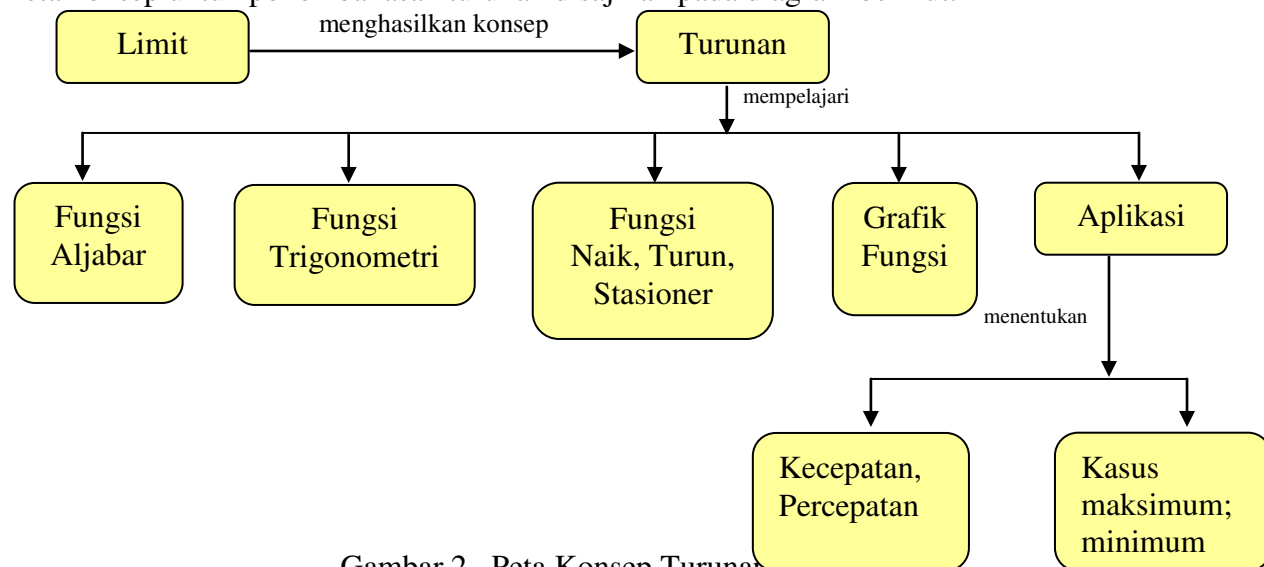 menghasilkan konsep
Limit
Turunan
mempelajari
Fungsi
Aljabar
Fungsi
Trigonometri
Fungsi
Naik, Turun,
Stasioner
Grafik
Fungsi
Aplikasi
menentukan
Kecepatan,
Percepatan
Kasus
maksimum;
minimum
Gambar 2. Peta Konsep Turunan